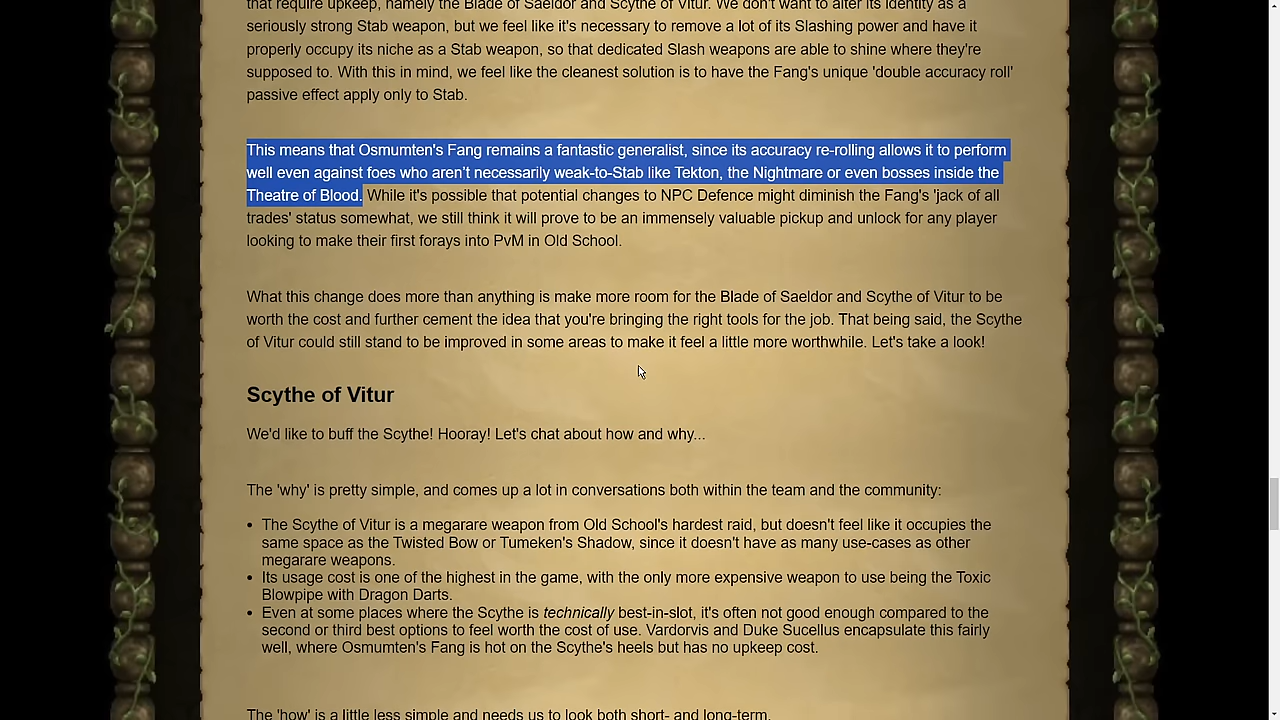 that require upkeep, namely the Blade of Saeldor and Scythe of Vitur. We don't want to alter its identity as a
seriously strong Stab weapon, but we feel like it's necessary to remove a lot of its Slashing power and have it
properly occupy its niche as a Stab weapon, so that dedicated Slash weapons are able to shine where they're
supposed to. With this in mind, we feel like the cleanest solution is to have the Fang's unique 'double accuracy roll'
passive effect apply only to Stab.
This means that Osmumten's Fang remains a fantastic generalist, since its accuracy re-rolling allows it to perform
well even against foes who aren't necessarily weak-to-Stab like Tekton, the Nightmare or even bosses inside the
Theatre of Blood. While it's possible that potential changes to NPC Defence might diminish the Fang's 'jack of all
trades' status somewhat, we still think it will prove to be an immensely valuable pickup and unlock for any player
looking to make their first forays into PvM in Old School.
What this change does more than anything is make more room for the Blade of Saeldor and Scythe of Vitur to be
worth the cost and further cement the idea that you're bringing the right tools for the job. That being said, the Scythe
of Vitur could still stand to be improved in some areas to make it feel a little more worthwhile. Let's take a look!
Scythe of Vitur
We'd like to buff the Scythe! Hooray! Let's chat about how and why...
The 'why' is pretty simple, and comes up a lot in conversations both within the team and the community:
• The Scythe of Vitur is a megarare weapon from Old School's hardest raid, but doesn't feel like it occupies the
same space as the Twisted Bow or Tumeken's Shadow, since it doesn't have as many use-cases as other
megarare weapons.
• Its usage cost is one of the highest in the game, with the only more expensive weapon to use being the Toxic
Blowpipe with Dragon Darts.
• Even at some places where the Scythe is technically best-in-slot, it's often not good enough compared to the
second or third best options to feel worth the cost of use. Vardorvis and Duke Sucellus encapsulate this fairly
well, where Osmumten's Fang is hot on the Scythe's heels but has no upkeep cost.
The 'how' is a little less simple and needs us to look both short- and long-term.